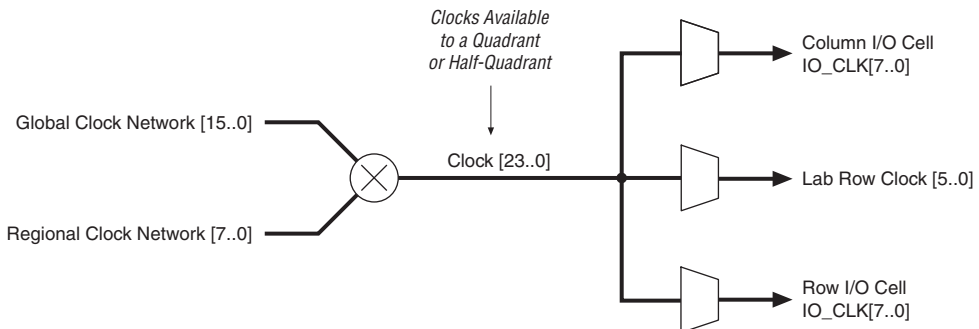 Clocks Available
to a Quadrant
or Half-Quadrant
Column I/O Cell
IO_CLK[7..0]
Global Clock Network [15..0]
Clock [23..0]
Lab Row Clock [5..0]
Regional Clock Network [7..0]
Row I/O Cell
IO_CLK[7..0]